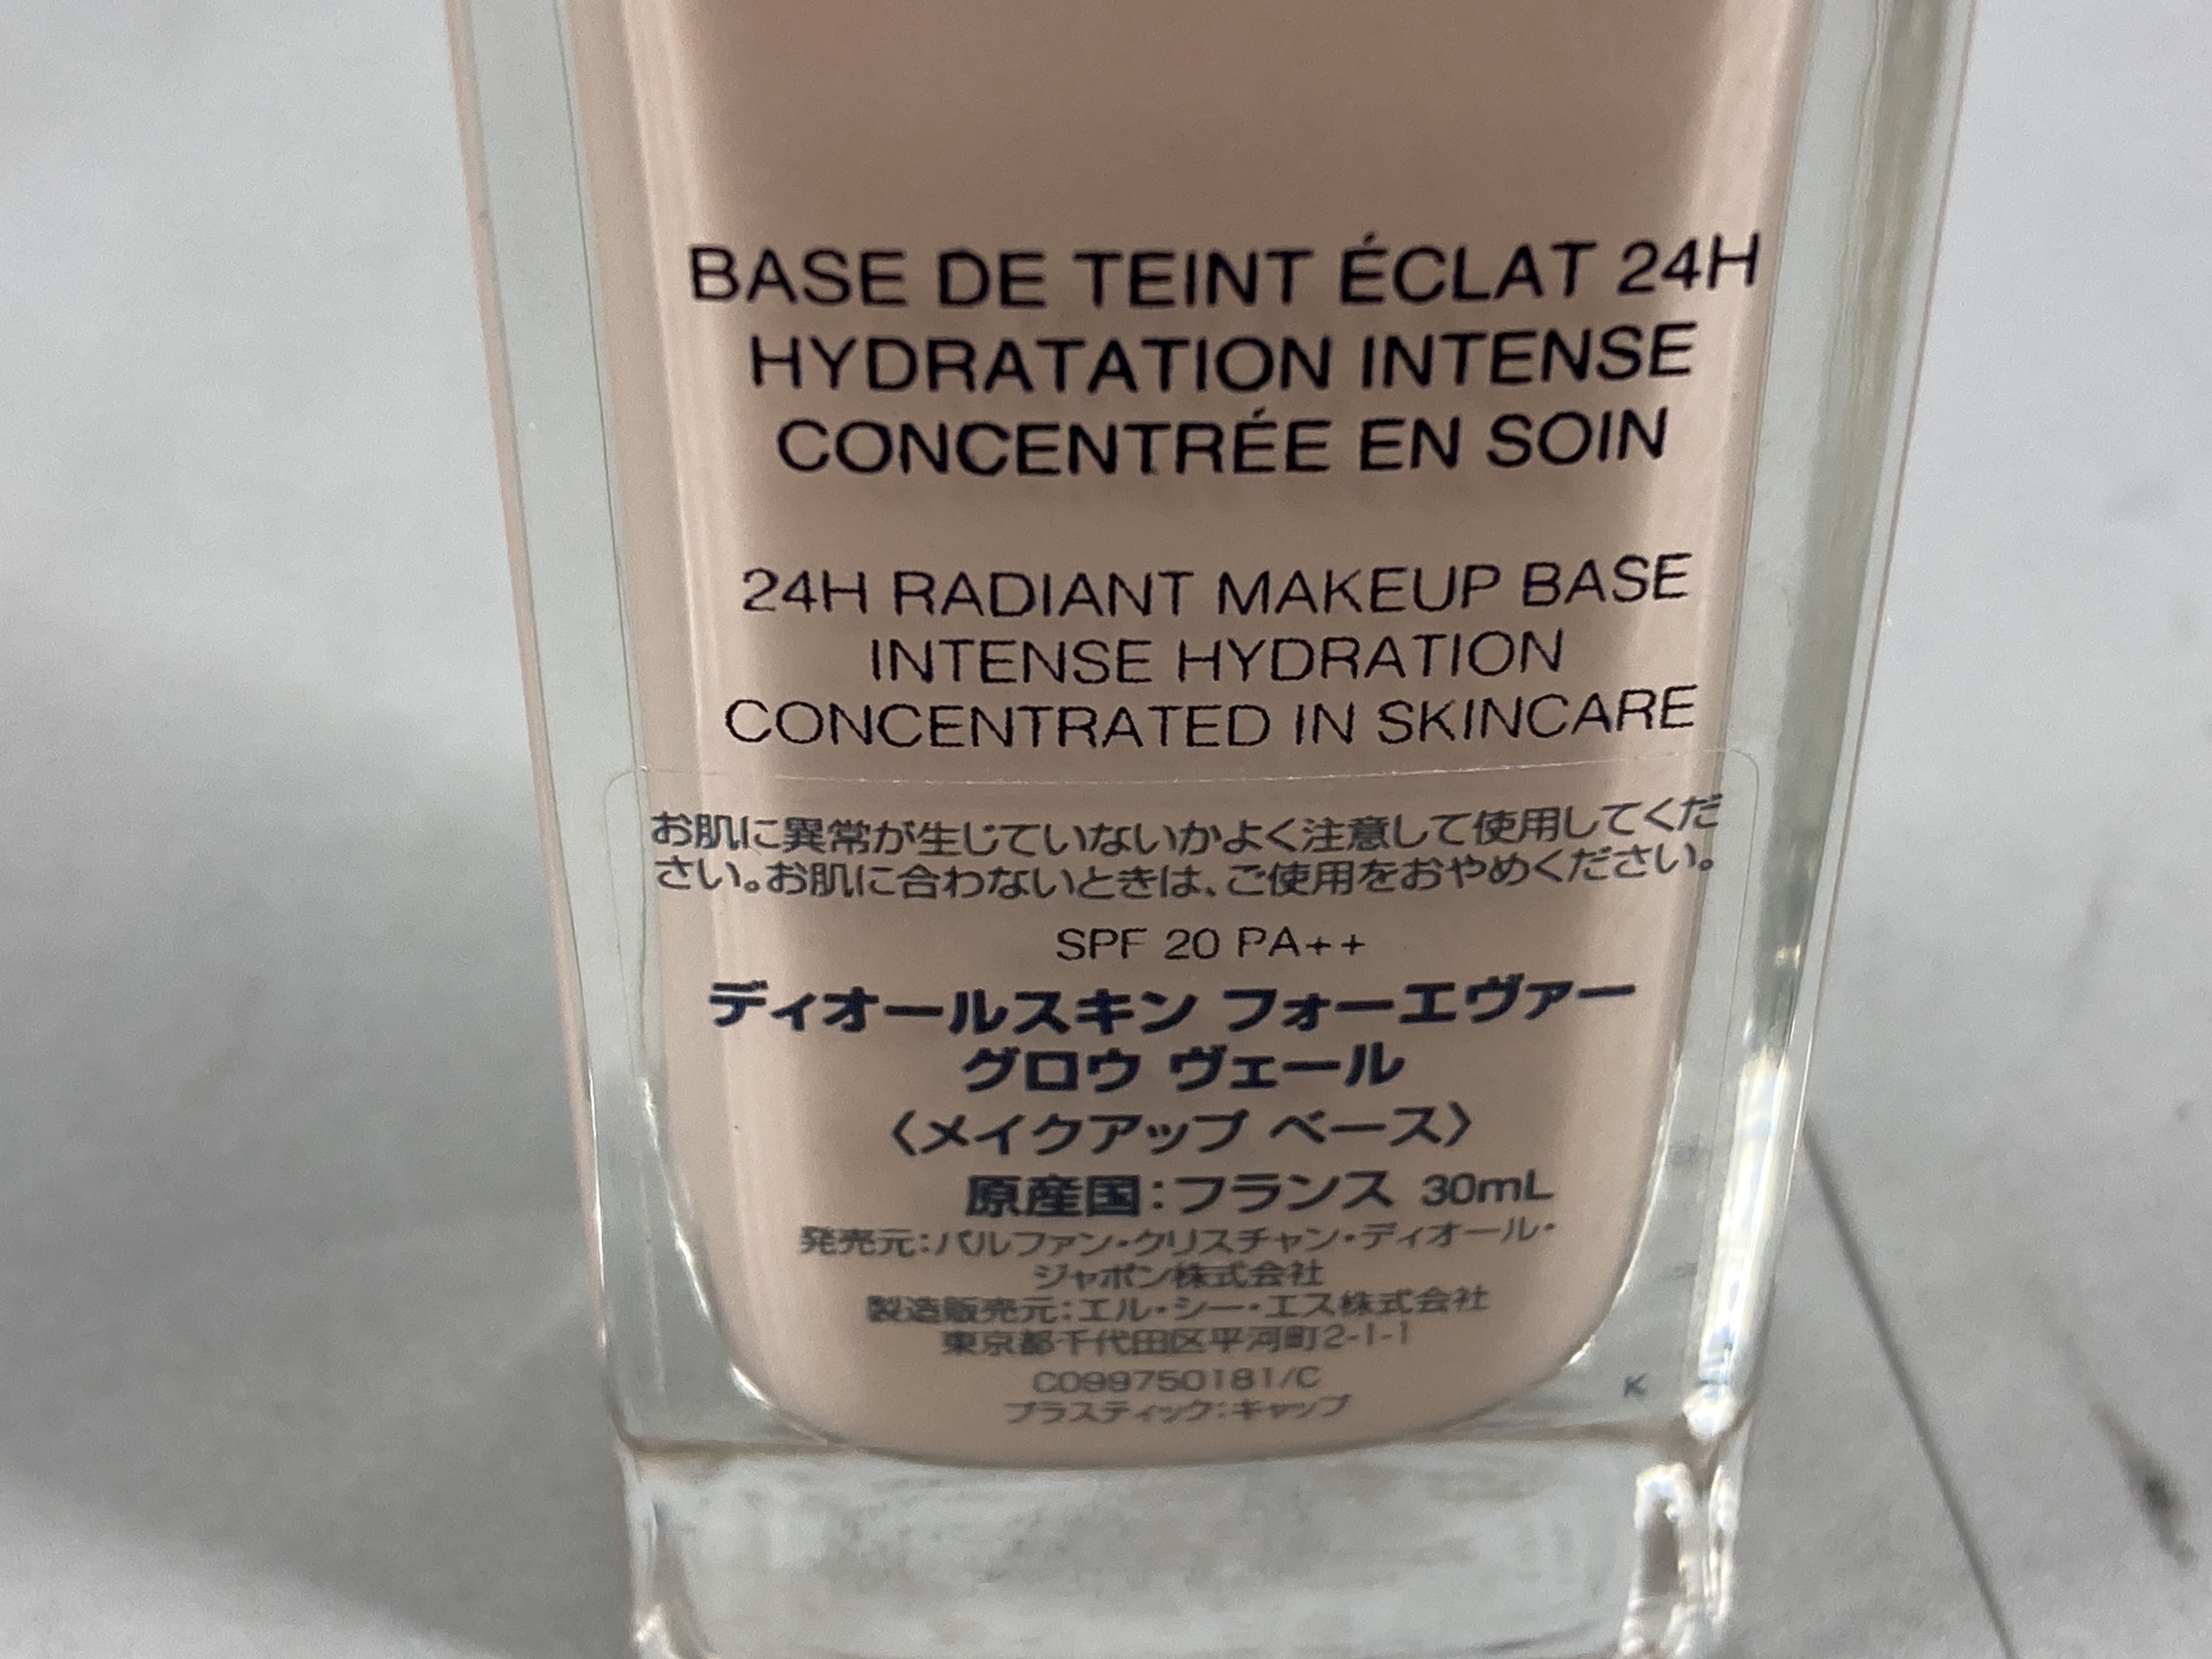 BASE DE TEINT ÉCLAT 24H
HYDRATATION INTENSE
CONCENTRÉE EN SOIN
24H RADIANT MAKEUP BASE
INTENSE HYDRATION
CONCENTRATED IN SKINCARE
お肌に異常が生じていないかよく注意して使用してくだ
さい。お肌に合わないときは、ご使用をおやめください。
SPF 20 PA++
ディオールスキン フォーエヴァー
グロウ ヴェール
〈メイクアップ ベース〉
原産国：フランス 30mL
発売元：パルファン・クリスチャン・ディオール・
ジャポン株式会社
製造販売元：エル・シー・エス株式会社
東京都千代田区平河町2-1-1
C099750181/C
プラスティック：キャップ
K